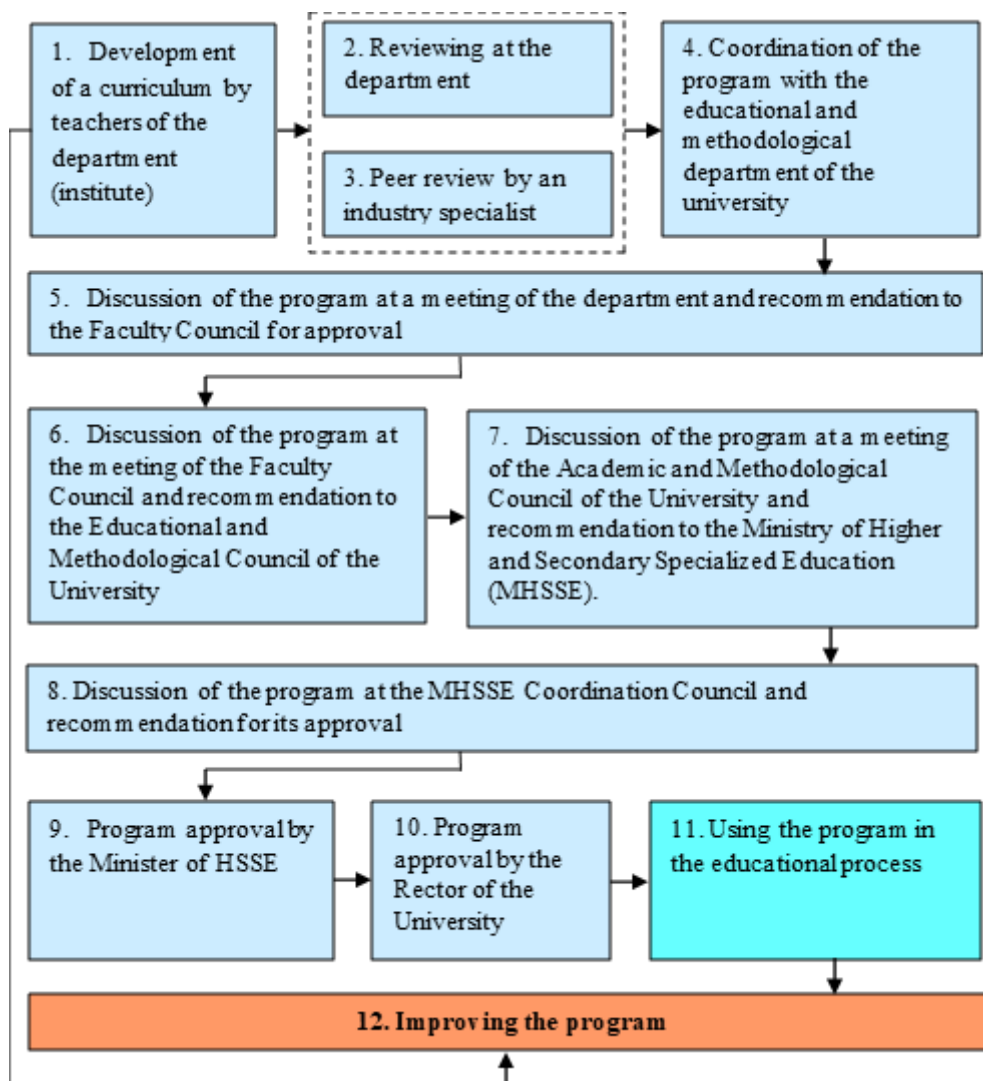 1. Development
of a curriculum by
teachers of the
department
(institute)
2. Reviewing at the
department
3. Peer review by an
industry specialist
4. Coordination of the
program with the
educational and
methodological
department of the
university
5. Discussion of the program at a meeting of the department and recommendation to
the Faculty Council for approval
6. Discussion of the program at
the meeting of the Faculty
Council and recommendation to
the Educational and
Methodological Council of the
University
7. Discussion of the program at a meeting
of the Academic and Methodological
Council of the University and
recommendation to the Ministry of Higher
and Secondary Specialized Education
(MHSSE).
8. Discussion of the program at the MHSSE Coordination Council and
recommendation for its approval
9. Program approval by
the Minister of HSSE
10. Program
approval by the
Rector of the
University
11. Using the program in
the educational process
12. Improving the program